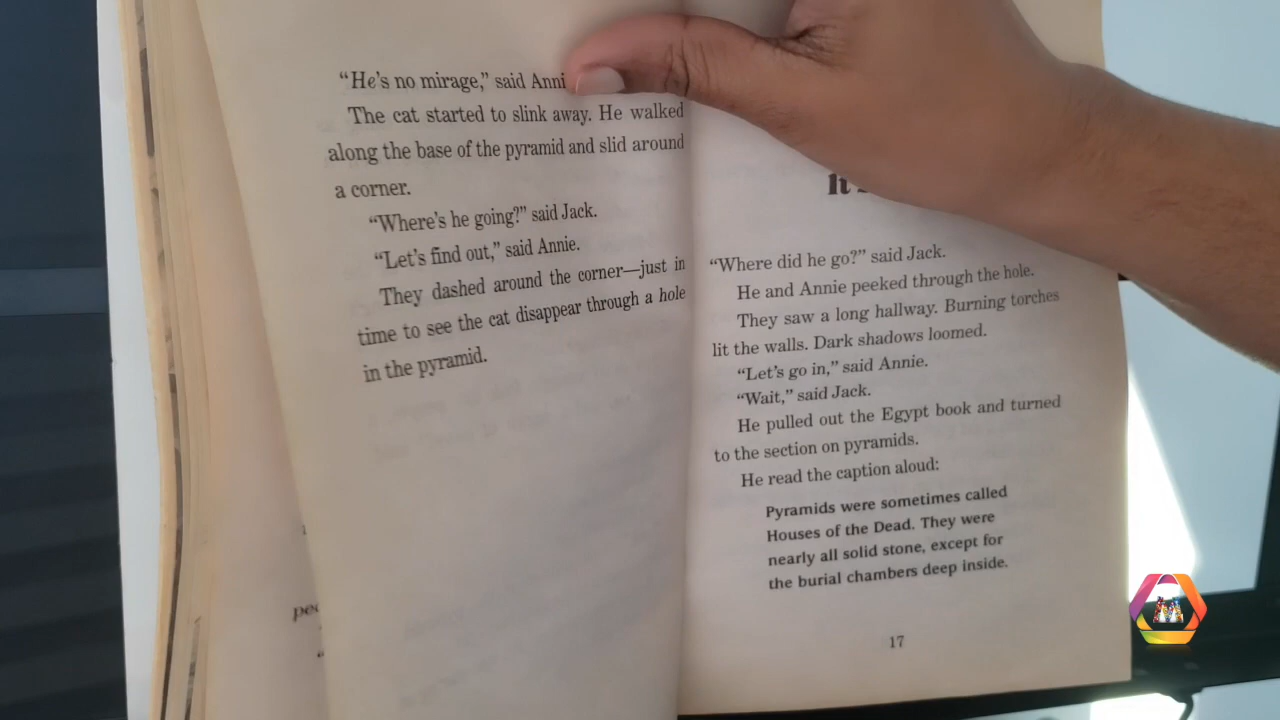 “He’s no mirage,” said Anni
The cat started to slink away. He walked
along the base of the pyramid and slid around
a corner.
“Where’s he going?” said Jack.
“Let’s find out,” said Annie.
They dashed around the corner—just in
time to see the cat disappear through a hole
in the pyramid.
“Where did he go?” said Jack.
He and Annie peeked through the hole.
They saw a long hallway. Burning torches
lit the walls. Dark shadows loomed.
“Let’s go in,” said Annie.
“Wait,” said Jack.
He pulled out the Egypt book and turned
to the section on pyramids.
He read the caption aloud:
Pyramids were sometimes called
Houses of the Dead. They were
nearly all solid stone, except for
the burial chambers deep inside.
17